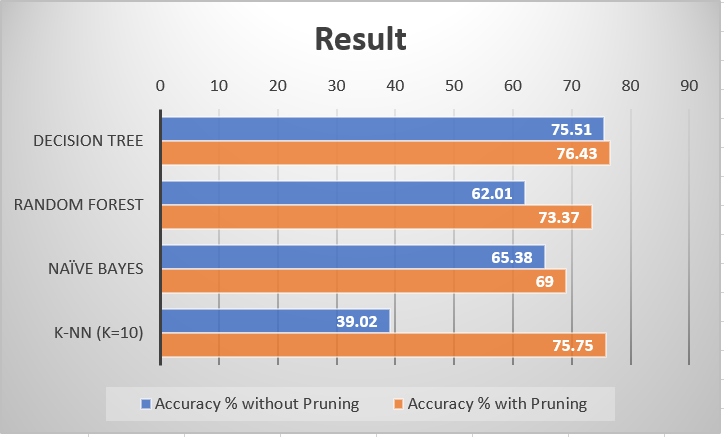 Result
0 10 20 30 40 50 60 70 80 90
DECISION TREE
75.51
76.43
RANDOM FOREST
62.01
73.37
NAÏVE BAYES
65.38
69
K-NN (K=10)
39.02
75.75
Accuracy % without Pruning Accuracy % with Pruning